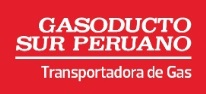 GASODUCTO
SUR PERUANO
Transportadora de Gas